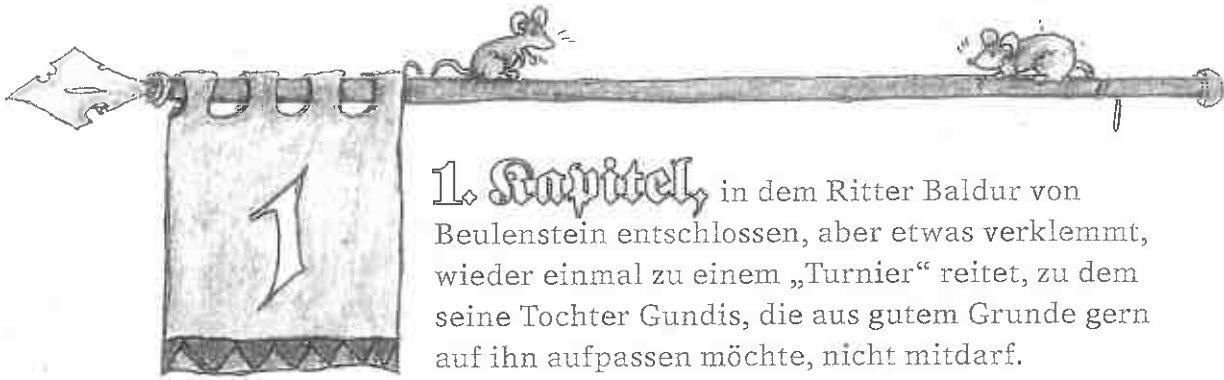 1
1. Kapitel, in dem Ritter Baldur von
Beulenstein entschlossen, aber etwas verklemmt,
wieder einmal zu einem „Turnier“ reitet, zu dem
seine Tochter Gundis, die aus gutem Grunde gern
auf ihn aufpassen möchte, nicht mitdarf.